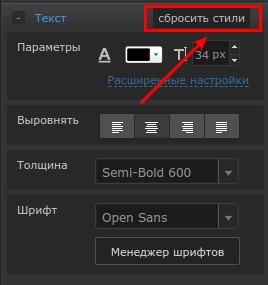 - Текст сбросить стили
Параметры A T 34 px
Расширенные настройки
Выровнять
Толщина Semi-Bold 600
Шрифт Open Sans
Менеджер шрифтов